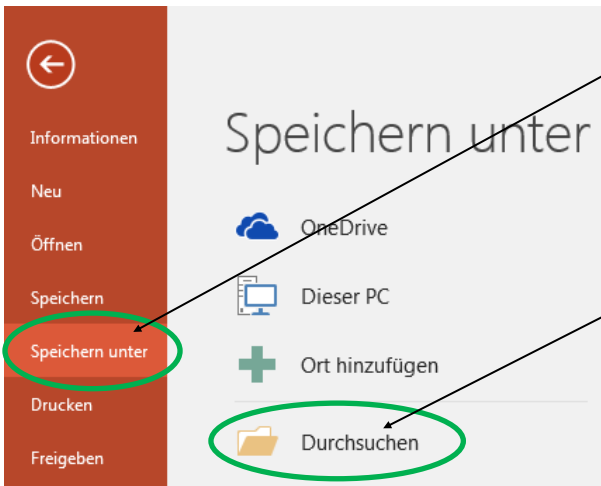 Informationen
Neu
Öffnen
Speichern
Speichern unter
Drucken
Freigeben
Speichern unter
OneDrive
Dieser PC
Ort hinzufügen
Durchsuchen